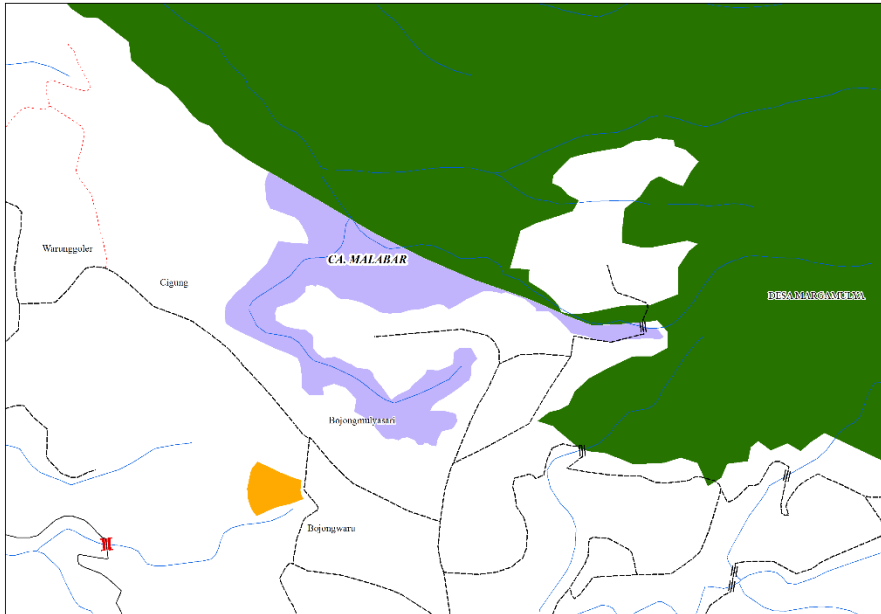 Warunggoler
CA. MALABAR
Cigung
DESA MARGAMULYA
Bojongmulyasari
Bojongwaru